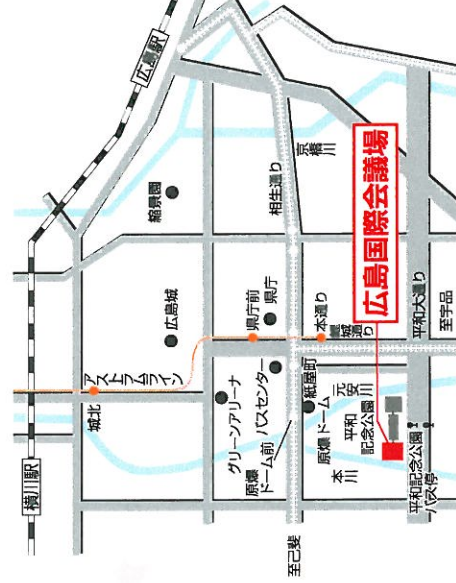 横川駅
広島駅
城北
アストラムライン
広島城
縮景園
グリーンアリーナ
県庁前
県庁
バスセンター
原爆
ドーム前
相生通り
紙屋町
本通り
鯉城
通り
京橋
川
至己斐
原爆ドーム
元安
川
本
川
平和
記念公園
広島国際会議場
平和大通り
平和記念公園
バス停
至宇品